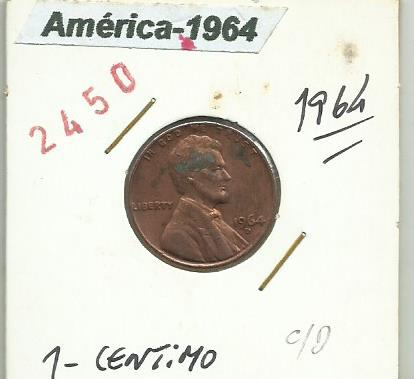 América-1964
2450
1964
IN GOD WE TRUST
LIBERTY
1964
D
1- CENTIMO
C/D